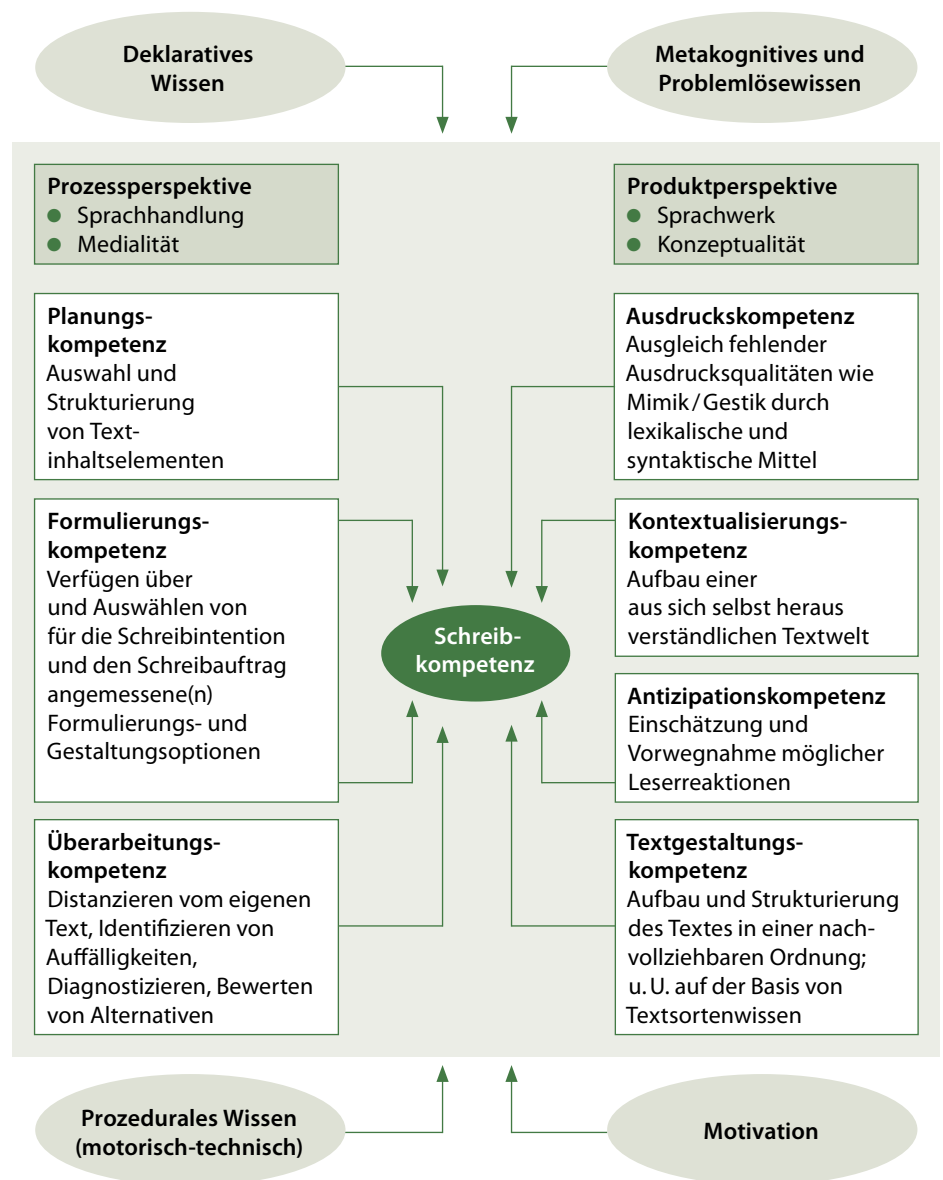 Deklaratives
Wissen
Metakognitives und
Problemlösewissen
Prozessperspektive
● Sprachhandlung
● Medialität
Produktperspektive
● Sprachwerk
● Konzeptualität
Planungs-
kompetenz
Auswahl und
Strukturierung
von Text-
inhaltselementen
Ausdruckskompetenz
Ausgleich fehlender
Ausdrucksqualitäten wie
Mimik / Gestik durch
lexikalische und
syntaktische Mittel
Formulierungs-
kompetenz
Verfügen über
und Auswählen von
für die Schreibintention
und den Schreibauftrag
angemessene(n)
Formulierungs- und
Gestaltungsoptionen
Schreib-
kompetenz
Kontextualisierungs-
kompetenz
Aufbau einer
aus sich selbst heraus
verständlichen Textwelt
Antizipationskompetenz
Einschätzung und
Vorwegnahme möglicher
Leserreaktionen
Überarbeitungs-
kompetenz
Distanzieren vom eigenen
Text, Identifizieren von
Auffälligkeiten,
Diagnostizieren, Bewerten
von Alternativen
Textgestaltungs-
kompetenz
Aufbau und Strukturierung
des Textes in einer nach-
vollziehbaren Ordnung;
u. U. auf der Basis von
Textsortenwissen
Prozedurales Wissen
(motorisch-technisch)
Motivation